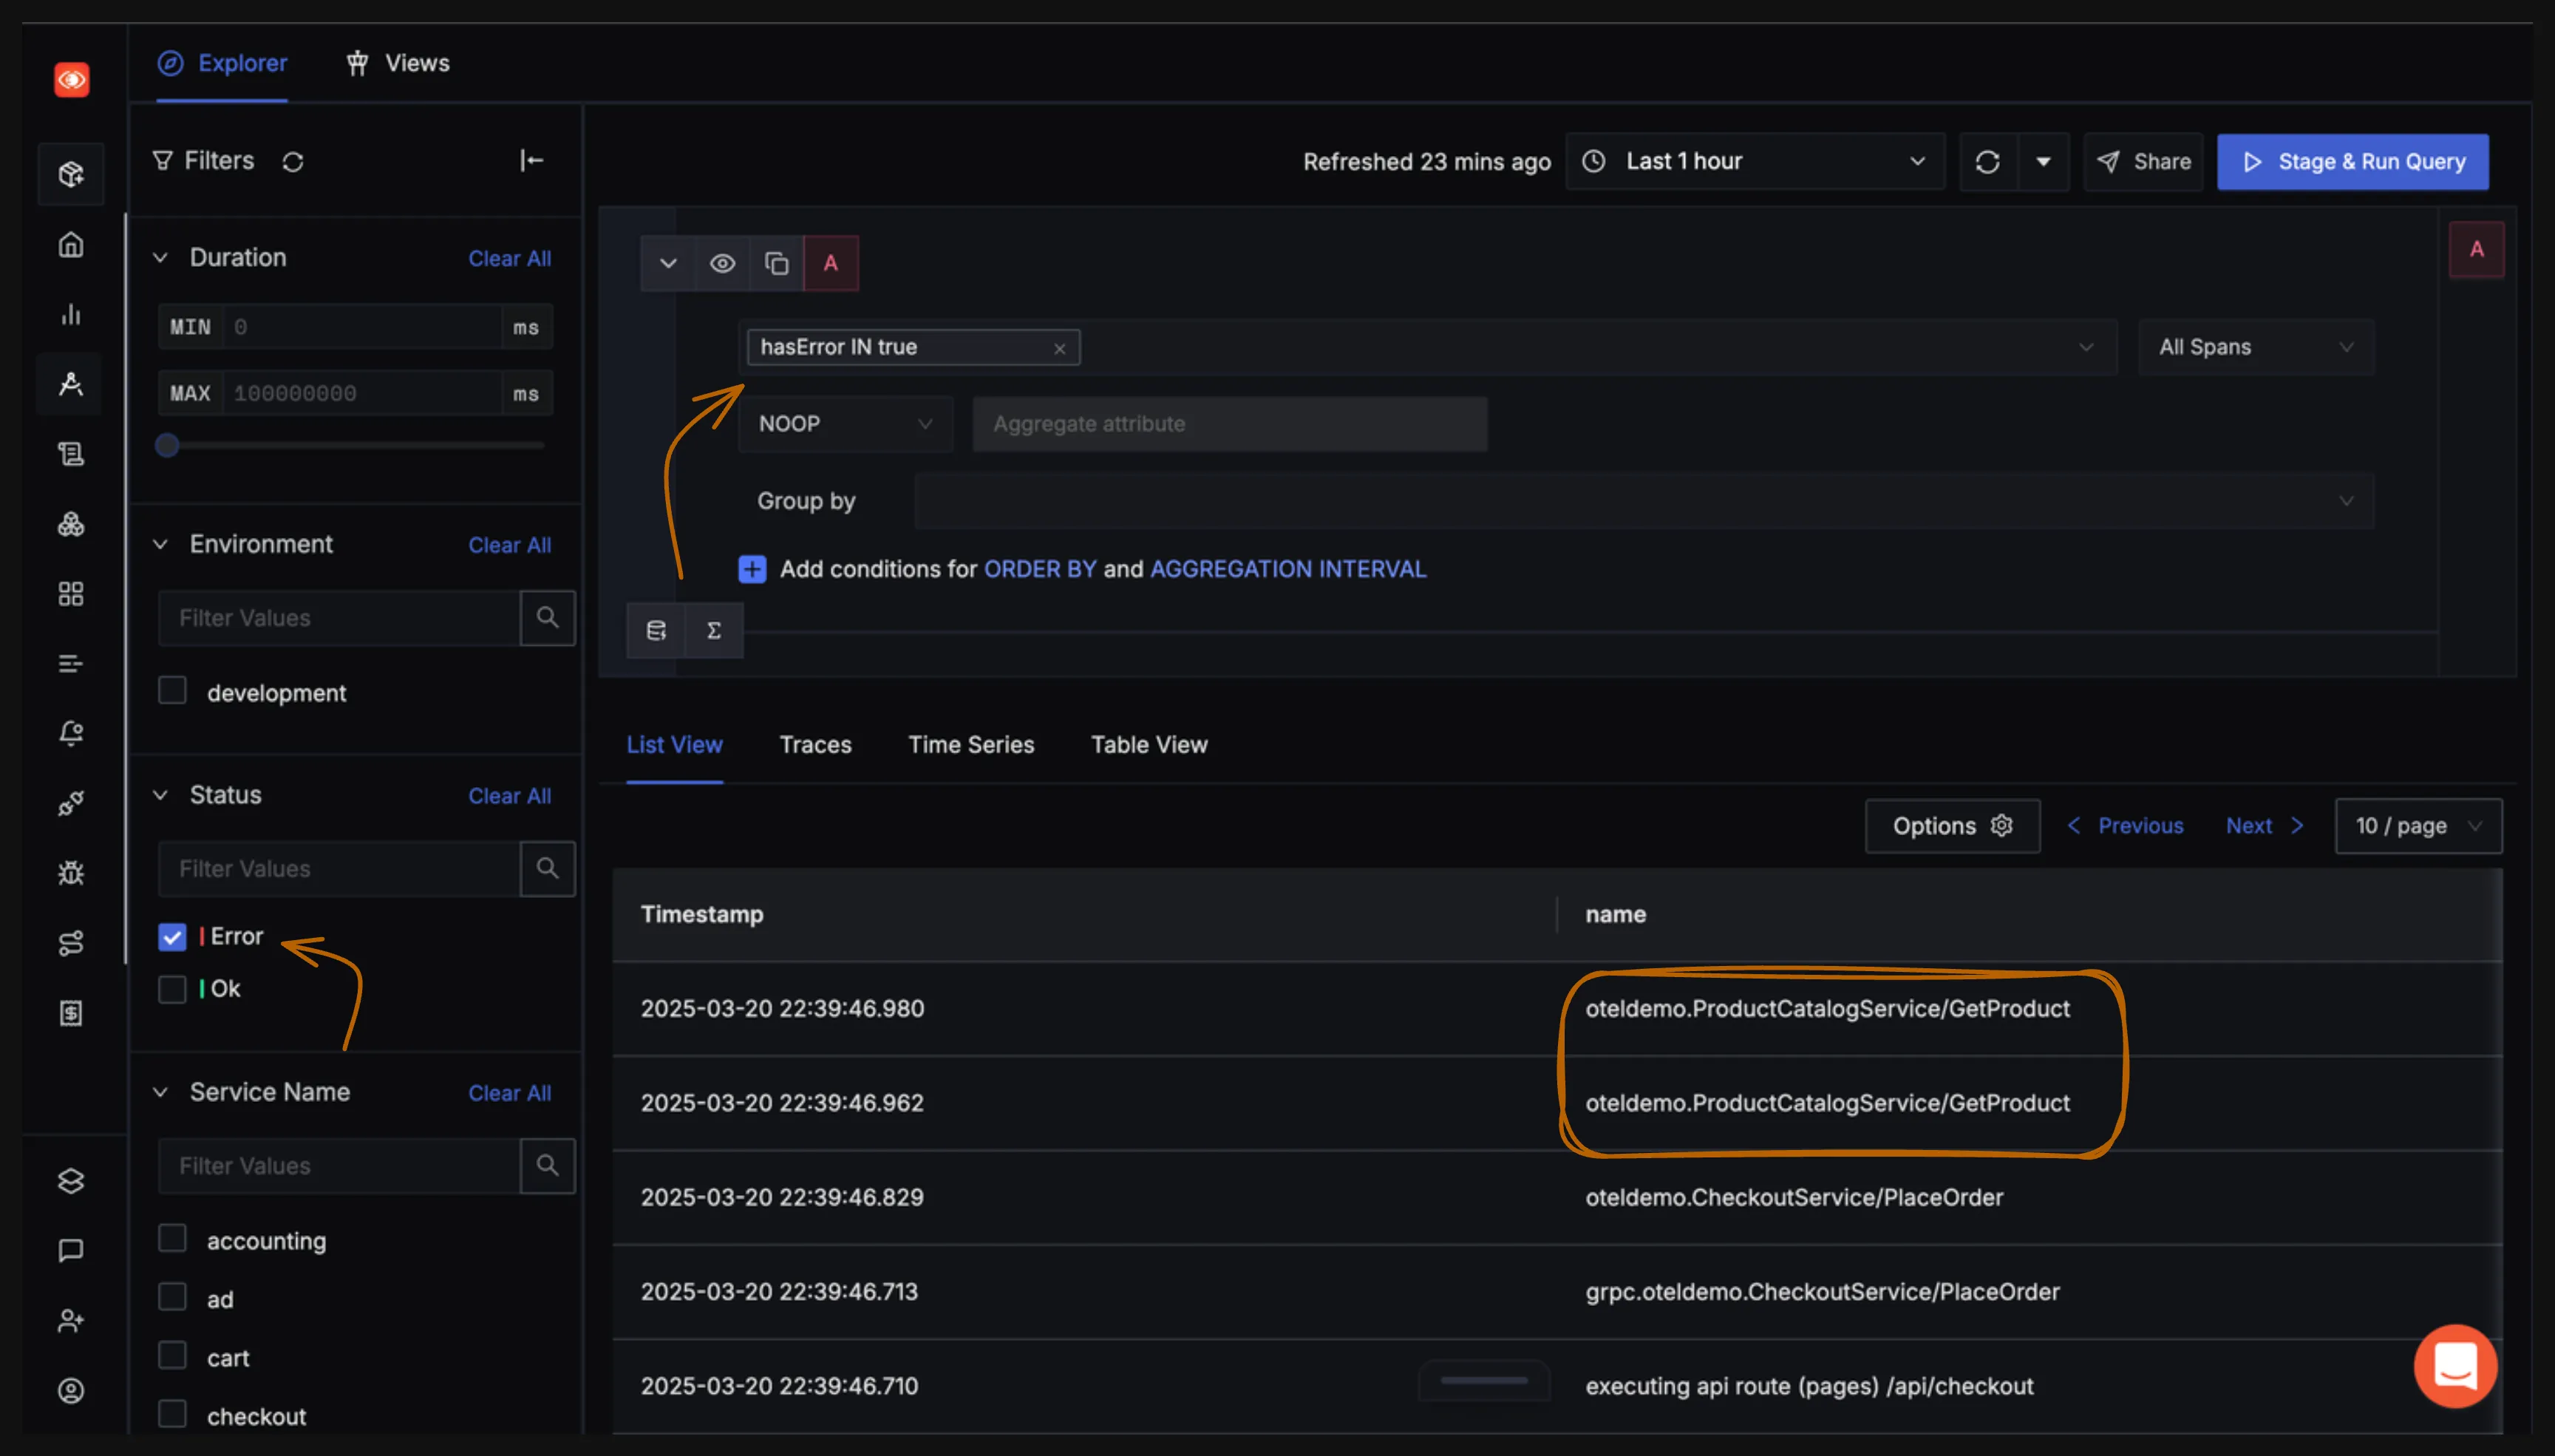 Explorer
Views
Filters
Refreshed 23 mins ago
Last 1 hour
Share
Stage & Run Query
Duration
Clear All
MIN 0 ms
MAX 100000000 ms
Environment
Clear All
Filter Values
development
Status
Clear All
Filter Values
Error
Ok
Service Name
Clear All
Filter Values
accounting
ad
cart
checkout
A
A
hasError IN true
All Spans
NOOP
Aggregate attribute
Group by
Add conditions for ORDER BY and AGGREGATION INTERVAL
Σ
List View
Traces
Time Series
Table View
Options
Previous
Next
10 / page
Timestamp
name
2025-03-20 22:39:46.980
oteldemo.ProductCatalogService/GetProduct
2025-03-20 22:39:46.962
oteldemo.ProductCatalogService/GetProduct
2025-03-20 22:39:46.829
oteldemo.CheckoutService/PlaceOrder
2025-03-20 22:39:46.713
grpc.oteldemo.CheckoutService/PlaceOrder
2025-03-20 22:39:46.710
executing api route (pages) /api/checkout